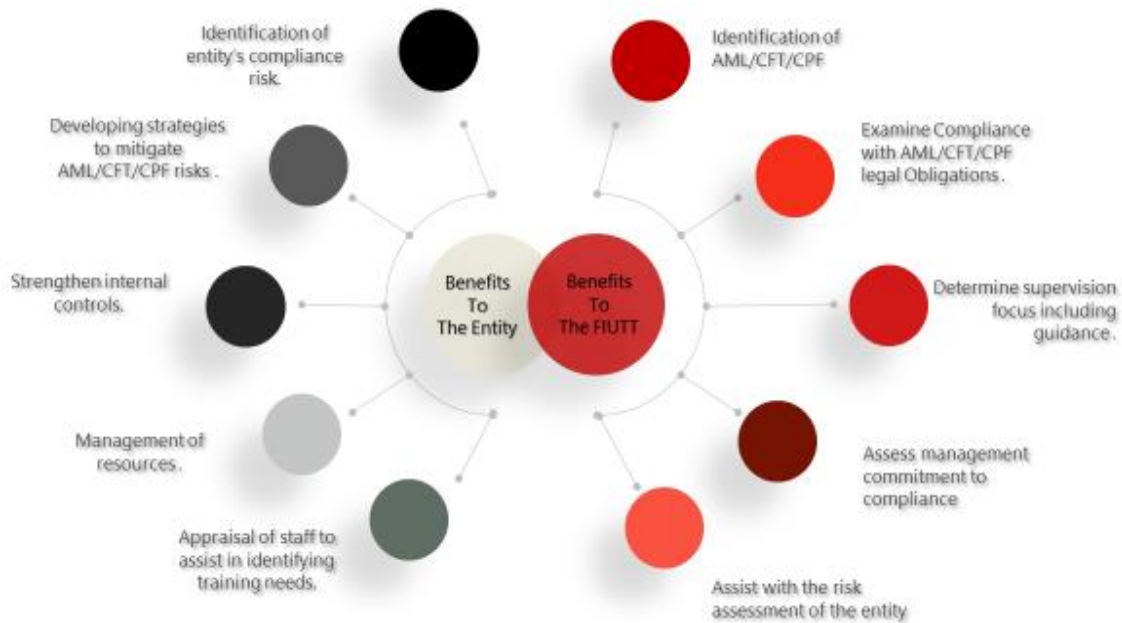 Identification of
entity's compliance
risk.
Developing strategies
to mitigate
AML/CFT/CPF risks .
Strengthen internal
controls.
Management of
resources .
Appraisal of staff to
assist in identifying
training needs.
Benefits
To
The Entity
Benefits
To
The FIUTT
Identification of
AML/CFT/CPF
Examine Compliance
with AML/CFT/CPF
legal Obligations .
Determine supervision
focus including
guidance .
Assess management
commitment to
compliance
Assist with the risk
assessment of the entity